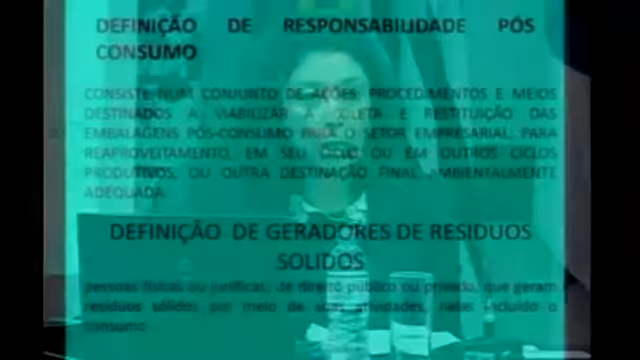 DEFINIÇÃO DE RESPONSABILIDADE PÓS
CONSUMO
CONSISTE NUM CONJUNTO DE AÇÕES, PROCEDIMENTOS E MEIOS
DESTINADOS A VIABILIZAR A COLETA E RESTITUIÇÃO DAS
EMBALAGENS PÓS-CONSUMO PARA O SETOR EMPRESARIAL, PARA
REAPROVEITAMENTO, EM SEU CICLO OU EM OUTROS CICLOS
PRODUTIVOS, OU OUTRA DESTINAÇÃO FINAL AMBIENTALMENTE
ADEQUADA.
DEFINIÇÃO DE GERADORES DE RESIDUOS
SOLIDOS
pessoas físicas ou jurídicas, de direito público ou privado, que geram
resíduos sólidos por meio de suas atividades, nelas incluído o
consumo